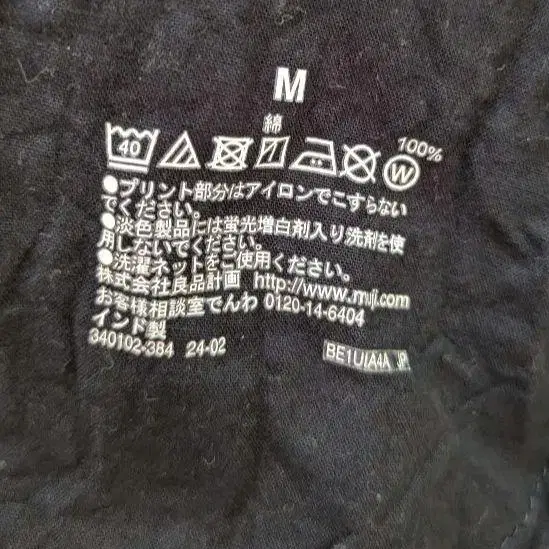 M
綿
100%
40
W
●プリント部分はアイロンでこすらない
でください。
●淡色製品には蛍光増白剤入り洗剤を使
用しないでください。
●洗濯ネットをご使用ください。
株式会社良品計画 http://www.muji.com
お客様相談室でんわ 0120-14-6404
インド製
340102-384 24-02
BE1UIA4A JP